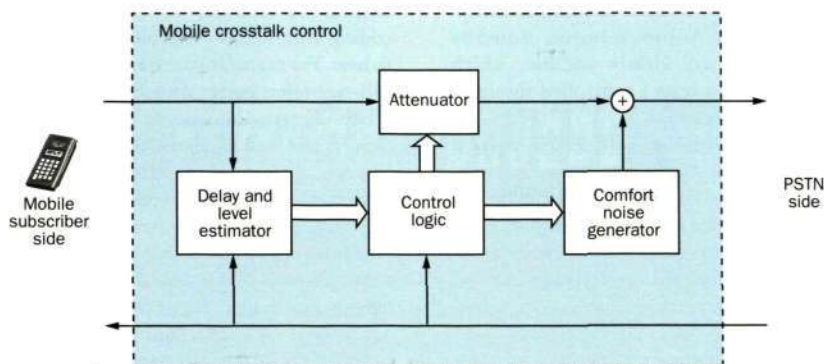 Mobile crosstalk control
Attenuator
+
Mobile
subscriber
side
Delay and
level
estimator
Control
logic
Comfort
noise
generator
PSTN
side